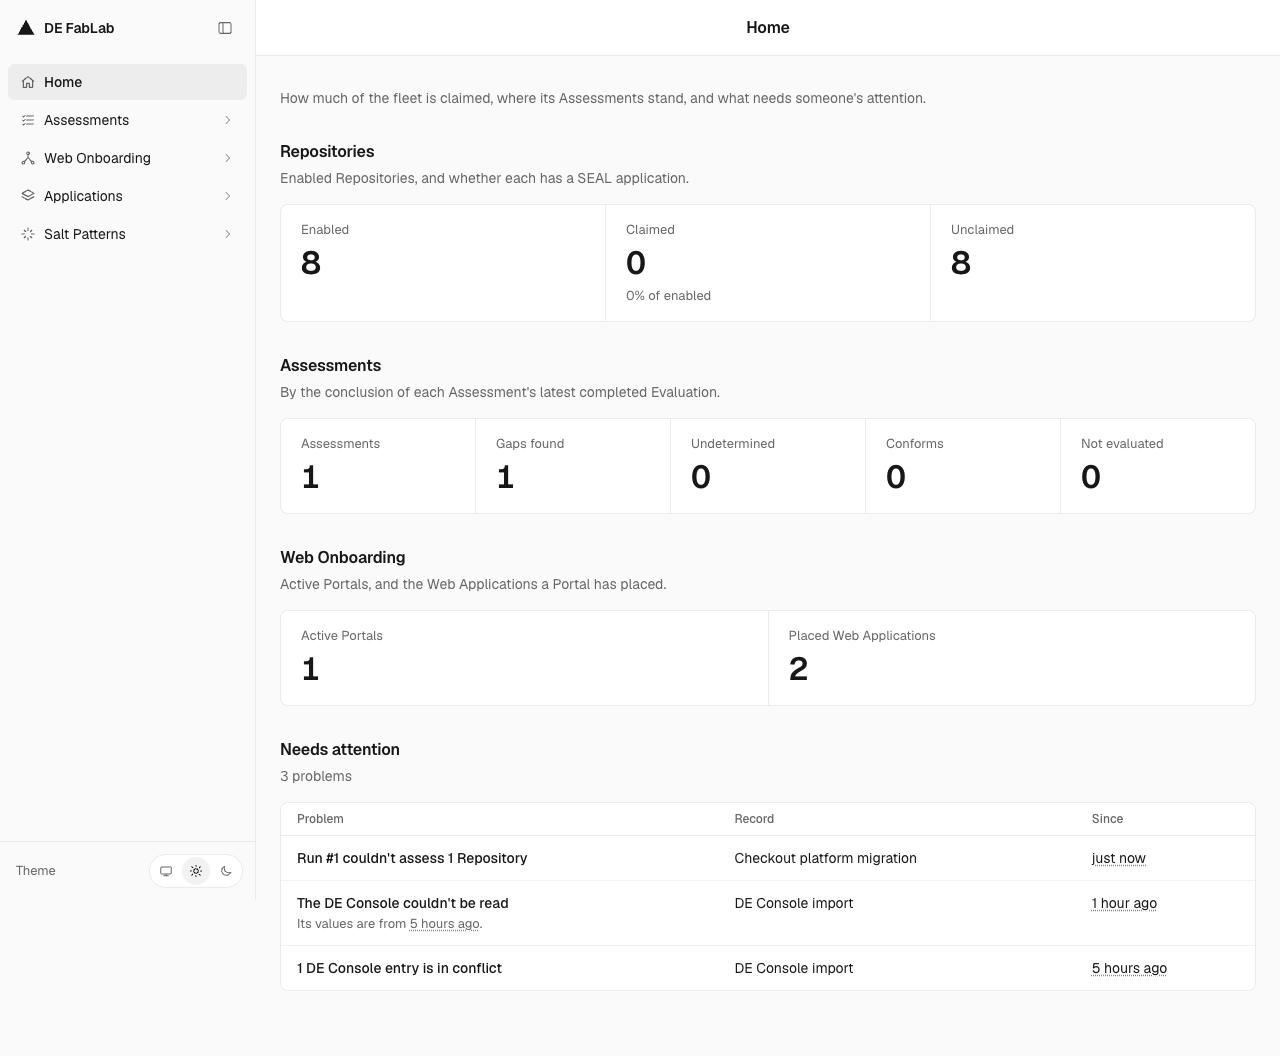 DE FabLab
Home
Home
Assessments
Web Onboarding
Applications
Salt Patterns
Theme
How much of the fleet is claimed, where its Assessments stand, and what needs someone's attention.
Repositories
Enabled Repositories, and whether each has a SEAL application.
Enabled
8
Claimed
0
0% of enabled
Unclaimed
8
Assessments
By the conclusion of each Assessment's latest completed Evaluation.
Assessments
1
Gaps found
1
Undetermined
0
Conforms
0
Not evaluated
0
Web Onboarding
Active Portals, and the Web Applications a Portal has placed.
Active Portals
1
Placed Web Applications
2
Needs attention
3 problems
Problem Record Since
Run #1 couldn't assess 1 Repository Checkout platform migration just now
The DE Console couldn't be read DE Console import 1 hour ago
Its values are from 5 hours ago.
1 DE Console entry is in conflict DE Console import 5 hours ago